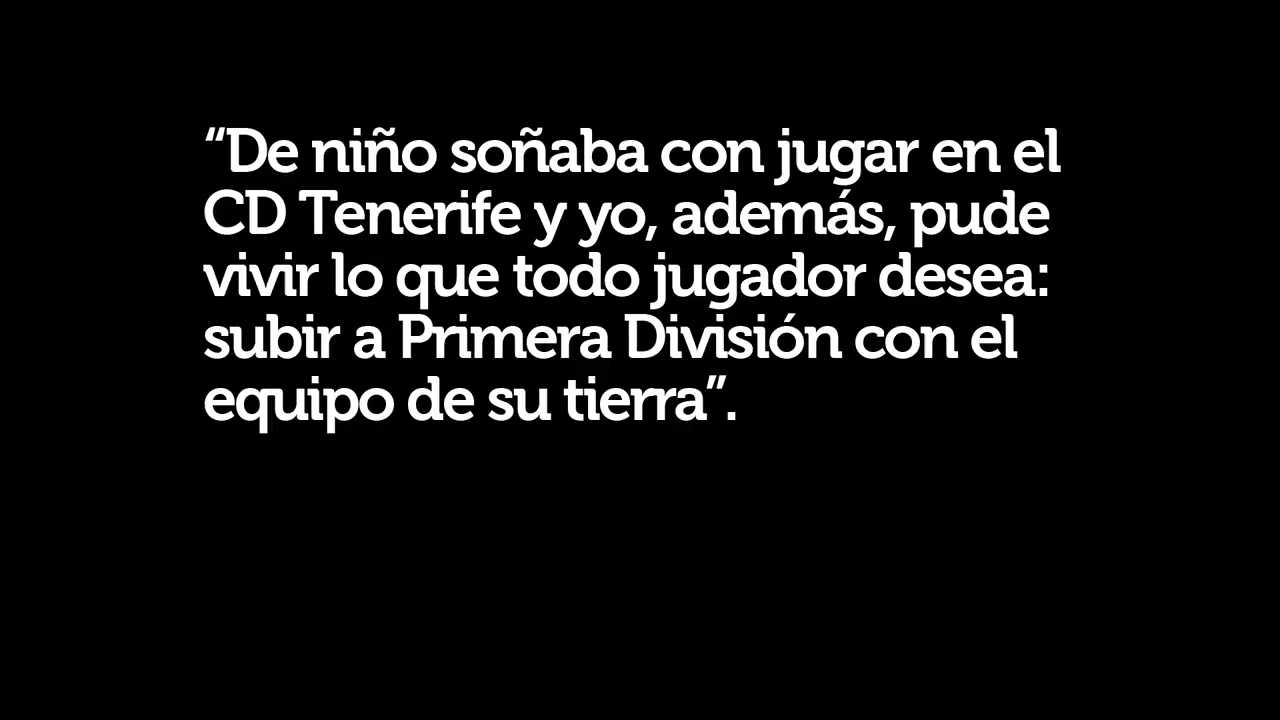 “De niño soñaba con jugar en el
CD Tenerife y yo, además, pude
vivir lo que todo jugador desea:
subir a Primera División con el
equipo de su tierra”.